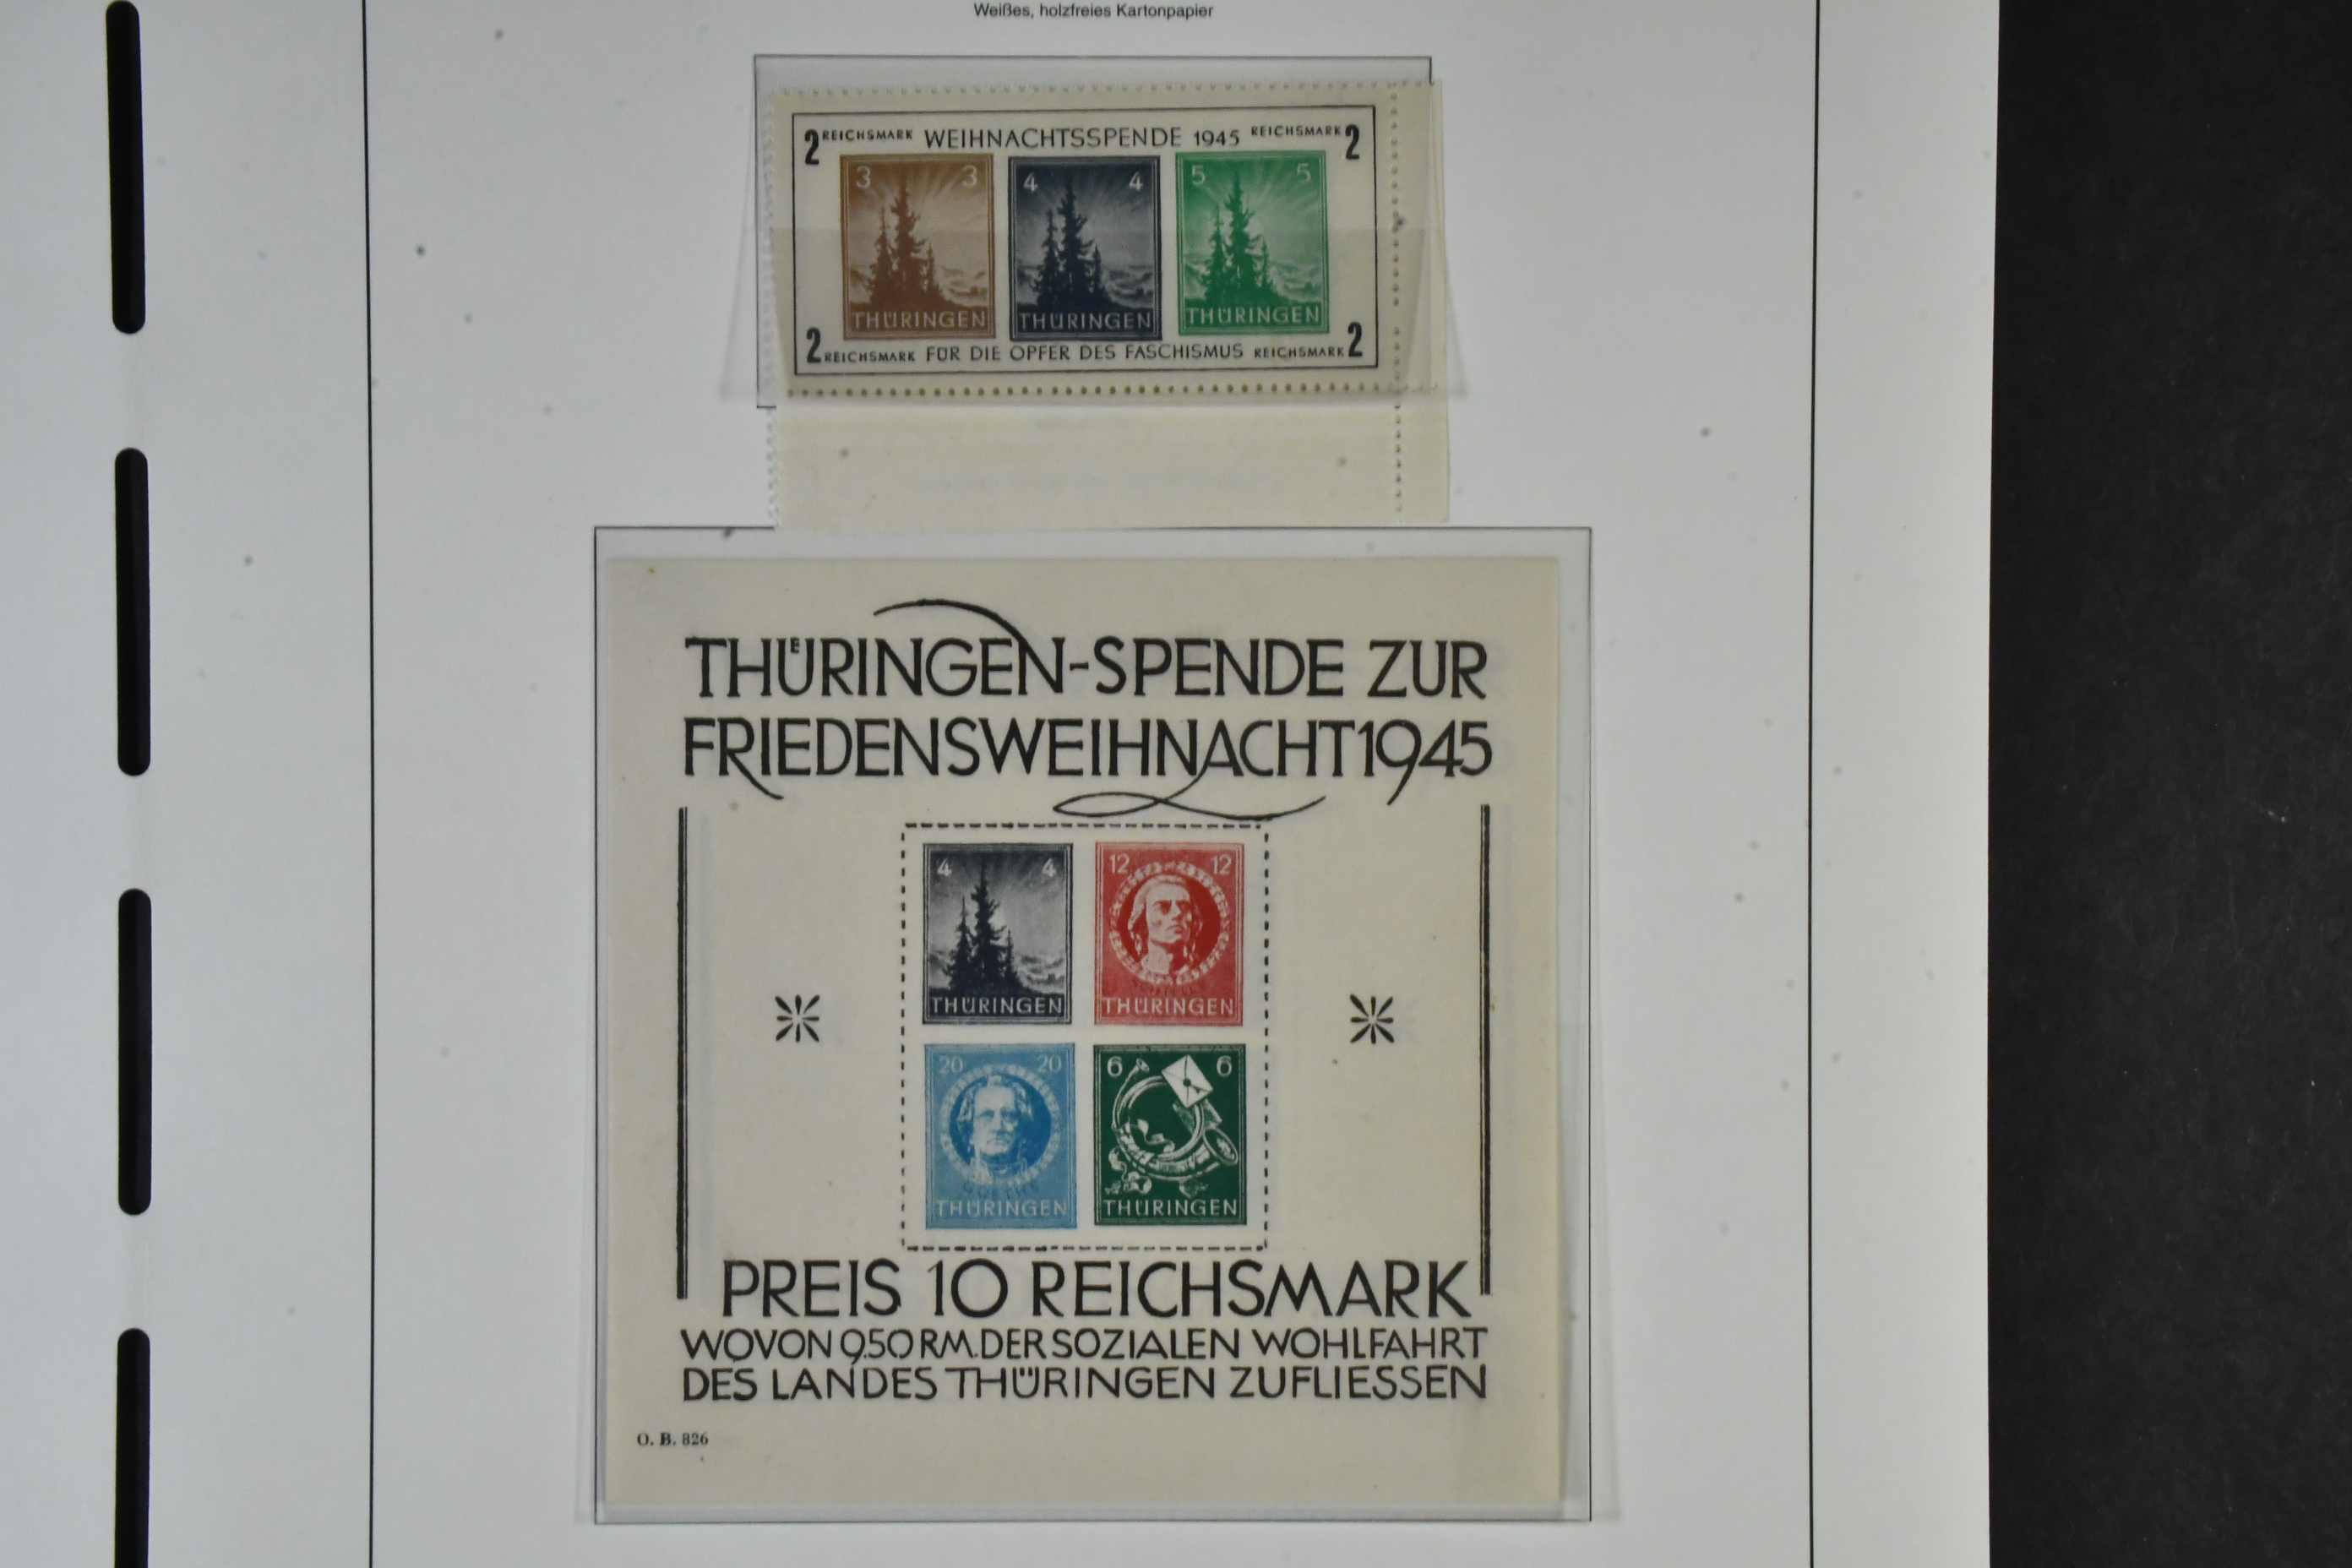 Weißes, holzfreies Kartonpapier
2 REICHSMARK WEIHNACHTSSPENDE 1945 REICHSMARK 2
3 3 4 4 5 5
THÜRINGEN THÜRINGEN THÜRINGEN
2 REICHSMARK FÜR DIE OPFER DES FASCHISMUS REICHSMARK 2
THÜRINGEN-SPENDE ZUR
FRIEDENSWEIHNACHT 1945
4 4 12 12
THÜRINGEN THÜRINGEN
20 20 6 6
GOETHE
THÜRINGEN THÜRINGEN
PREIS 10 REICHSMARK
WOVON 9.50 RM. DER SOZIALEN WOHLFAHRT
DES LANDES THÜRINGEN ZUFLIESSEN
O. B. 826